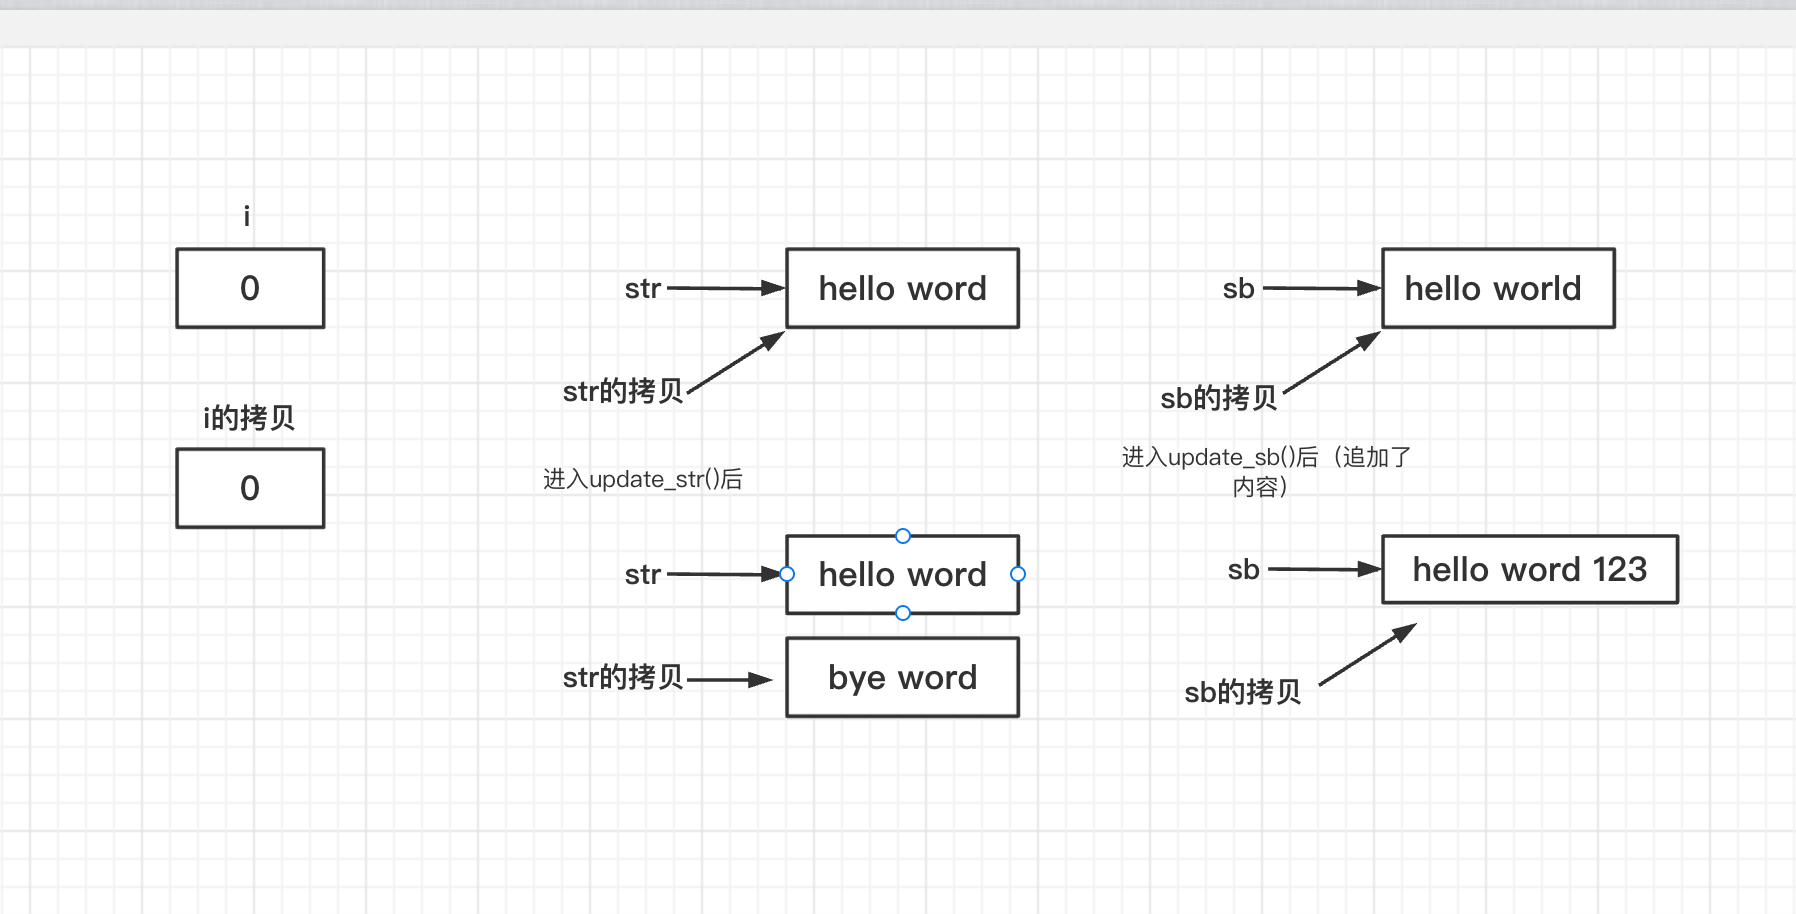 i
0
i的拷贝
0
str
hello word
str的拷贝
进入update_str()后
str
hello word
str的拷贝
bye word
sb
hello world
sb的拷贝
进入update_sb()后（追加了
内容）
sb
hello word 123
sb的拷贝